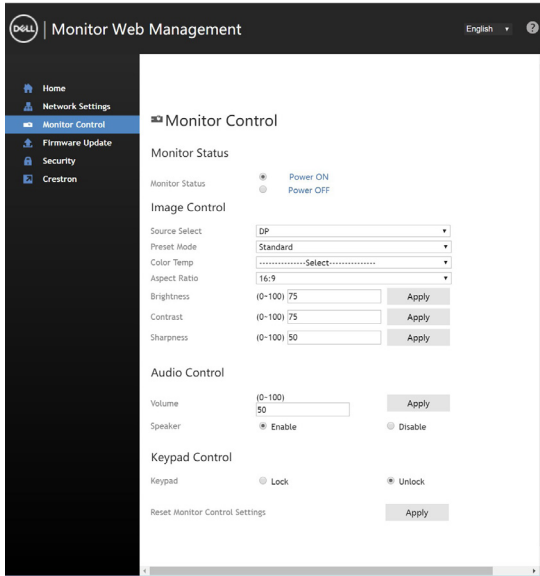 DELL | Monitor Web Management
English
?
Home
Network Settings
Monitor Control
Firmware Update
Security
Crestron
Monitor Control
Monitor Status
Monitor Status Power ON
Power OFF
Image Control
Source Select DP
Preset Mode Standard
Color Temp ---------------Select---------------
Aspect Ratio 16:9
Brightness (0~100) 75 Apply
Contrast (0~100) 75 Apply
Sharpness (0~100) 50 Apply
Audio Control
Volume (0~100) 50 Apply
Speaker Enable Disable
Keypad Control
Keypad Lock Unlock
Reset Monitor Control Settings Apply